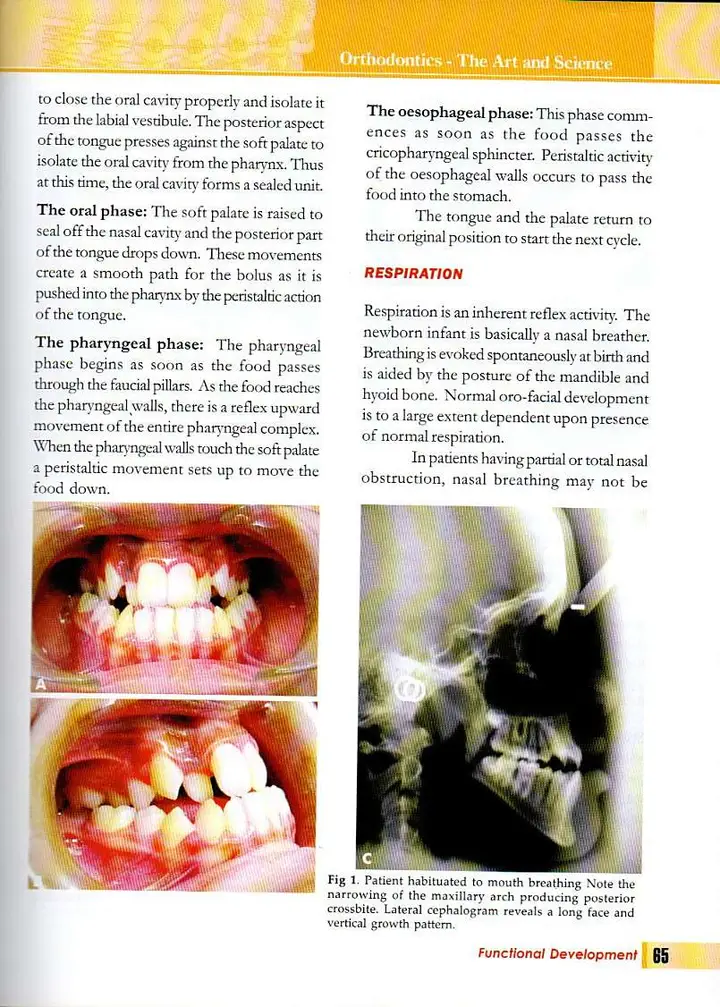 Orthodontics - The Art and Science
to close the oral cavity properly and isolate it
from the labial vestibule. The posterior aspect
of the tongue presses against the soft palate to
isolate the oral cavity from the pharynx. Thus
at this time, the oral cavity forms a sealed unit.
The oral phase: The soft palate is raised to
seal off the nasal cavity and the posterior part
of the tongue drops down. These movements
create a smooth path for the bolus as it is
pushed into the pharynx by the peristaltic action
of the tongue.
The pharyngeal phase: The pharyngeal
phase begins as soon as the food passes
through the faucial pillars. As the food reaches
the pharyngeal walls, there is a reflex upward
movement of the entire pharyngeal complex.
When the pharyngeal walls touch the soft palate
a peristaltic movement sets up to move the
food down.
The oesophageal phase: This phase comm-
ences as soon as the food passes the
cricopharyngeal sphincter. Peristaltic activity
of the oesophageal walls occurs to pass the
food into the stomach.
The tongue and the palate return to
their original position to start the next cycle.
RESPIRATION
Respiration is an inherent reflex activity. The
newborn infant is basically a nasal breather.
Breathing is evoked spontaneously at birth and
is aided by the posture of the mandible and
hyoid bone. Normal oro-facial development
is to a large extent dependent upon presence
of normal respiration.
In patients having partial or total nasal
obstruction, nasal breathing may not be
A
C
Fig 1. Patient habituated to mouth breathing Note the
narrowing of the maxillary arch producing posterior
crossbite. Lateral cephalogram reveals a long face and
vertical growth pattern.
Functional Development 65